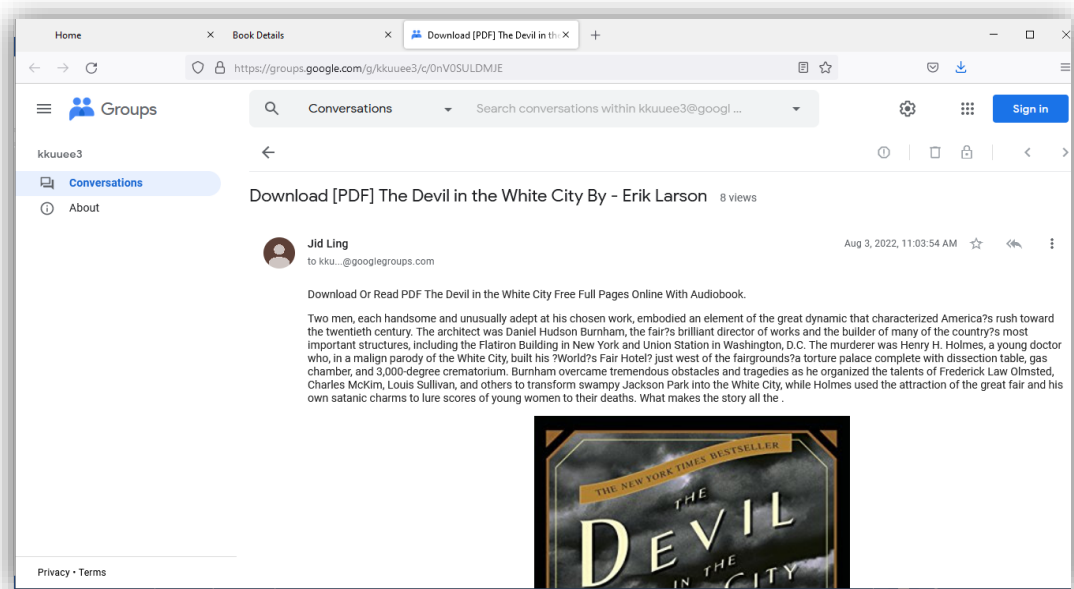 Home
Book Details
Download [PDF] The Devil in the
https://groups.google.com/g/kkuuee3/c/0nV0SULDMJE
Groups
Conversations
Search conversations within kkuuee3@googl ...
Sign in
kkuuee3
Conversations
About
Download [PDF] The Devil in the White City By - Erik Larson 8 views
Jid Ling
Aug 3, 2022, 11:03:54 AM
to kku...@googlegroups.com
Download Or Read PDF The Devil in the White City Free Full Pages Online With Audiobook.
Two men, each handsome and unusually adept at his chosen work, embodied an element of the great dynamic that characterized America?s rush toward
the twentieth century. The architect was Daniel Hudson Burnham, the fair?s brilliant director of works and the builder of many of the country?s most
important structures, including the Flatiron Building in New York and Union Station in Washington, D.C. The murderer was Henry H. Holmes, a young doctor
who, in a malign parody of the White City, built his ?World?s Fair Hotel? just west of the fairgrounds?a torture palace complete with dissection table, gas
chamber, and 3,000-degree crematorium. Burnham overcame tremendous obstacles and tragedies as he organized the talents of Frederick Law Olmsted,
Charles McKim, Louis Sullivan, and others to transform swampy Jackson Park into the White City, while Holmes used the attraction of the great fair and his
own satanic charms to lure scores of young women to their deaths. What makes the story all the .
THE NEW YORK TIMES BESTSELLER
THE
DEVIL
IN THE
CITY
Privacy • Terms